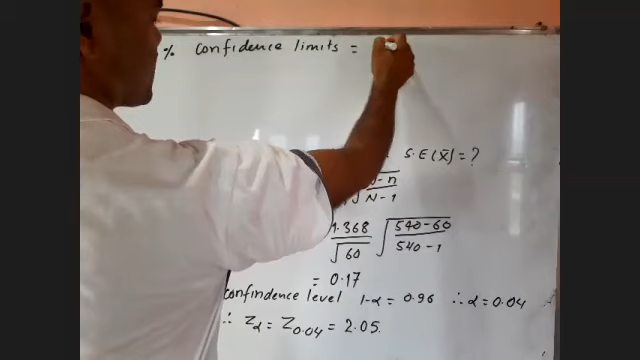 % confidence limits =
S.E(x̄) = ?
- n
N - 1
1.368 / √60 √(540-60 / 540-1)
= 0.17
confindence level 1-α = 0.96 ∴ α = 0.04
∴ Zα = Z0.04 = 2.05.